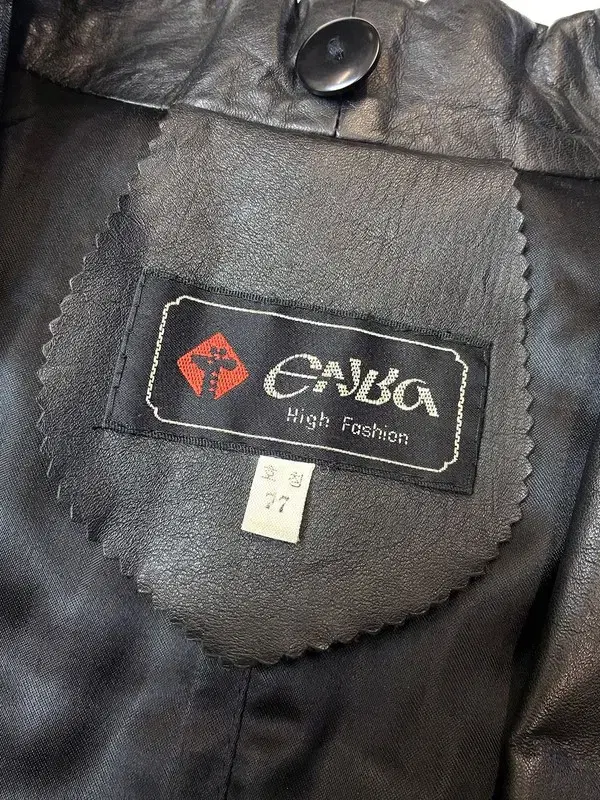 ENBA
High Fashion
호칭
77